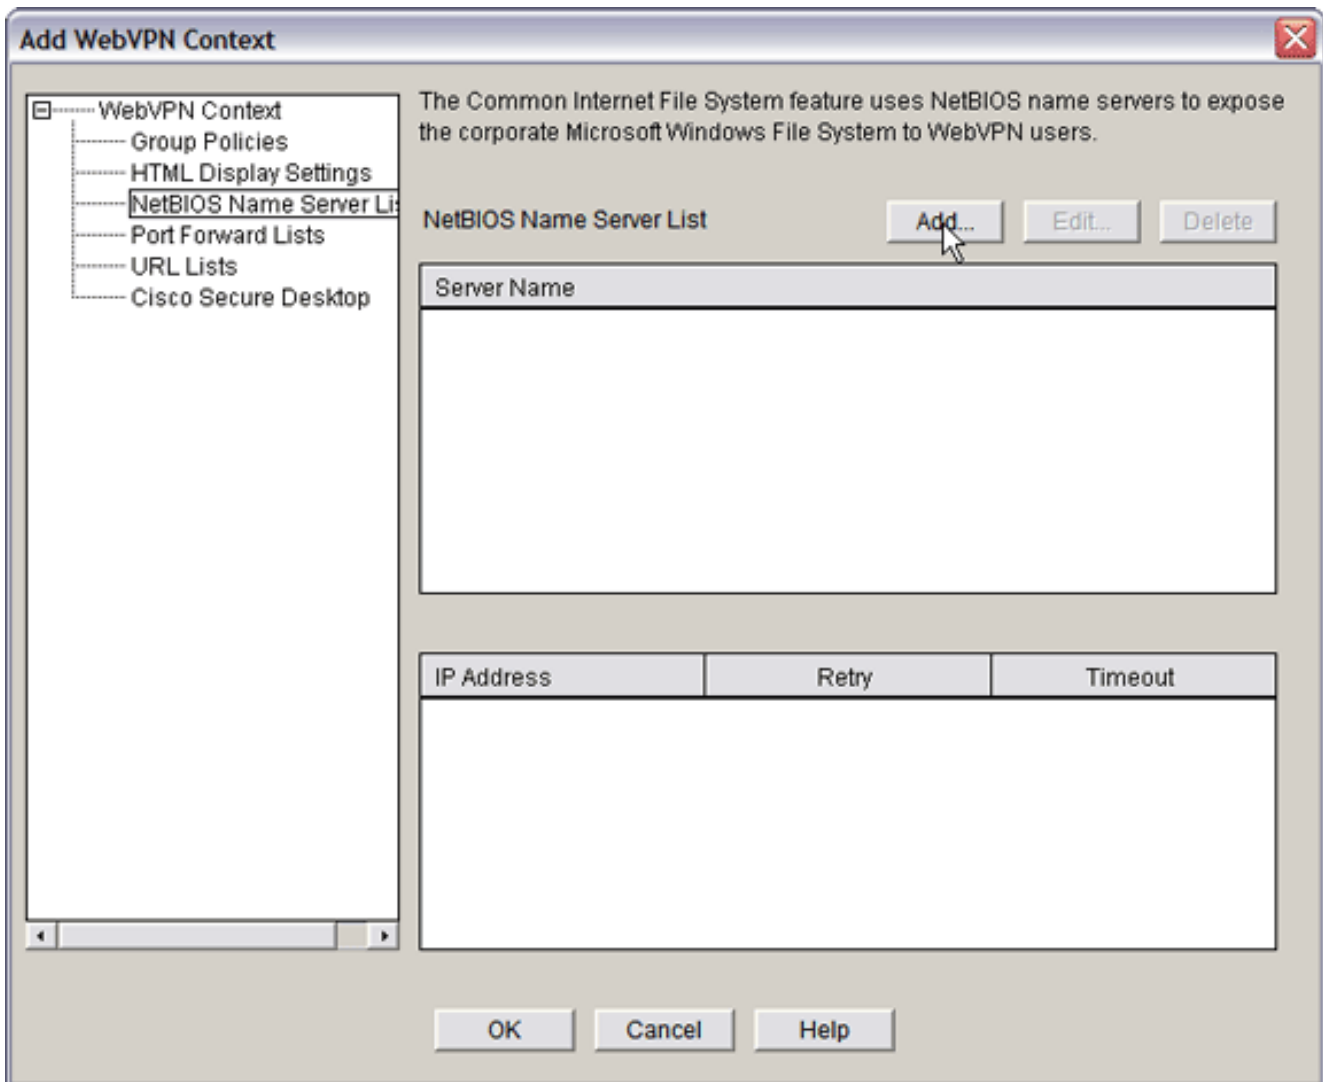 Add WebVPN Context
WebVPN Context
Group Policies
HTML Display Settings
NetBIOS Name Server Lis
Port Forward Lists
URL Lists
Cisco Secure Desktop
The Common Internet File System feature uses NetBIOS name servers to expose
the corporate Microsoft Windows File System to WebVPN users.
NetBIOS Name Server List
Add...
Edit...
Delete
Server Name
IP Address
Retry
Timeout
OK
Cancel
Help